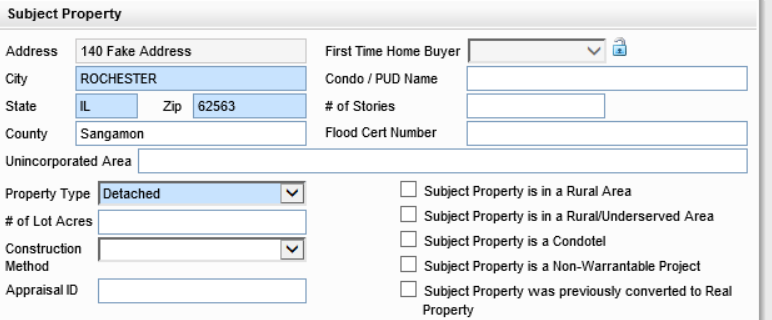 Subject Property
Address 140 Fake Address First Time Home Buyer
City ROCHESTER Condo / PUD Name
State IL Zip 62563 # of Stories
County Sangamon Flood Cert Number
Unincorporated Area
Property Type Detached Subject Property is in a Rural Area
# of Lot Acres Subject Property is in a Rural/Underserved Area
Construction Method Subject Property is a Condotel
Subject Property is a Non-Warrantable Project
Appraisal ID Subject Property was previously converted to Real
Property